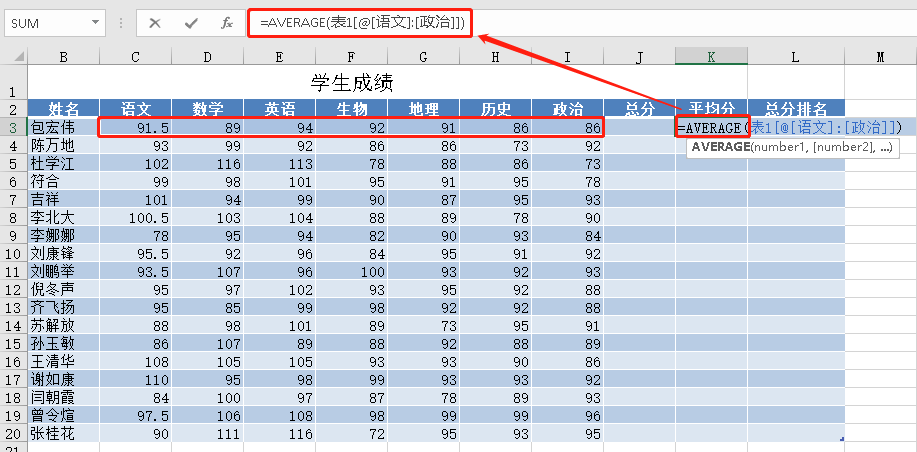 SUM =AVERAGE(表1[@[语文]:[政治]])
B C D E F G H I J K L M
1 学生成绩
2 姓名 语文 数学 英语 生物 地理 历史 政治 总分 平均分 总分排名
3 包宏伟 91.5 89 94 92 91 86 86 =AVERAGE(表1[@[语文]:[政治]])
AVERAGE(number1, [number2], ...)
4 陈万地 93 99 92 86 86 73 92
5 杜学江 102 116 113 78 88 86 73
6 符合 99 98 101 95 91 95 78
7 吉祥 101 94 99 90 87 95 93
8 李北大 100.5 103 104 88 89 78 90
9 李娜娜 78 95 94 82 90 93 84
10 刘康锋 95.5 92 96 84 95 91 92
11 刘鹏举 93.5 107 96 100 93 92 93
12 倪冬声 95 97 102 93 95 92 88
13 齐飞扬 95 85 99 98 92 92 88
14 苏解放 88 98 101 89 73 95 91
15 孙玉敏 86 107 89 88 92 88 89
16 王清华 108 105 105 93 93 90 86
17 谢如康 110 95 98 99 93 93 92
18 闫朝霞 84 100 97 87 78 89 93
19 曾令煊 97.5 106 108 98 99 99 96
20 张桂花 90 111 116 72 95 93 95